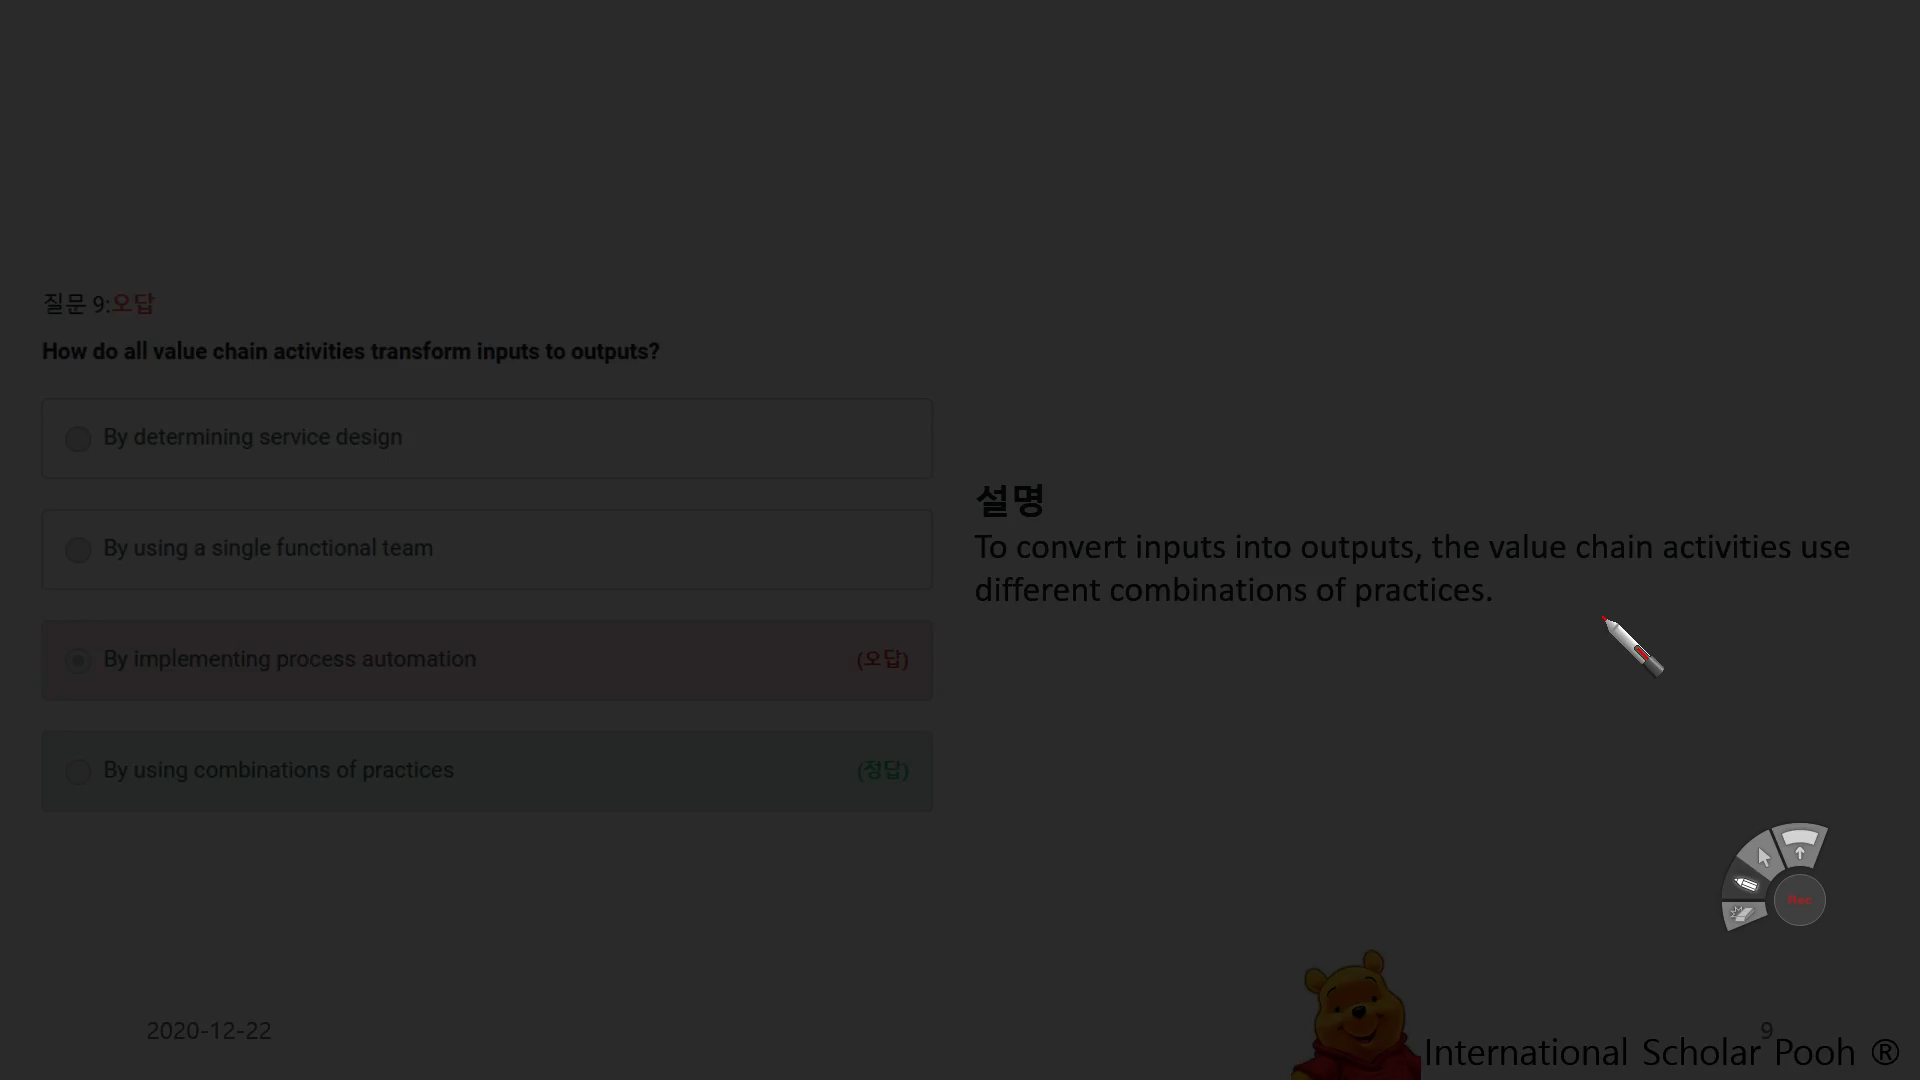 질문 9:오답
How do all value chain activities transform inputs to outputs?
By determining service design
By using a single functional team
By implementing process automation (오답)
By using combinations of practices (정답)
설명
To convert inputs into outputs, the value chain activities use
different combinations of practices.
Rec
2020-12-22
9
International Scholar Pooh ®